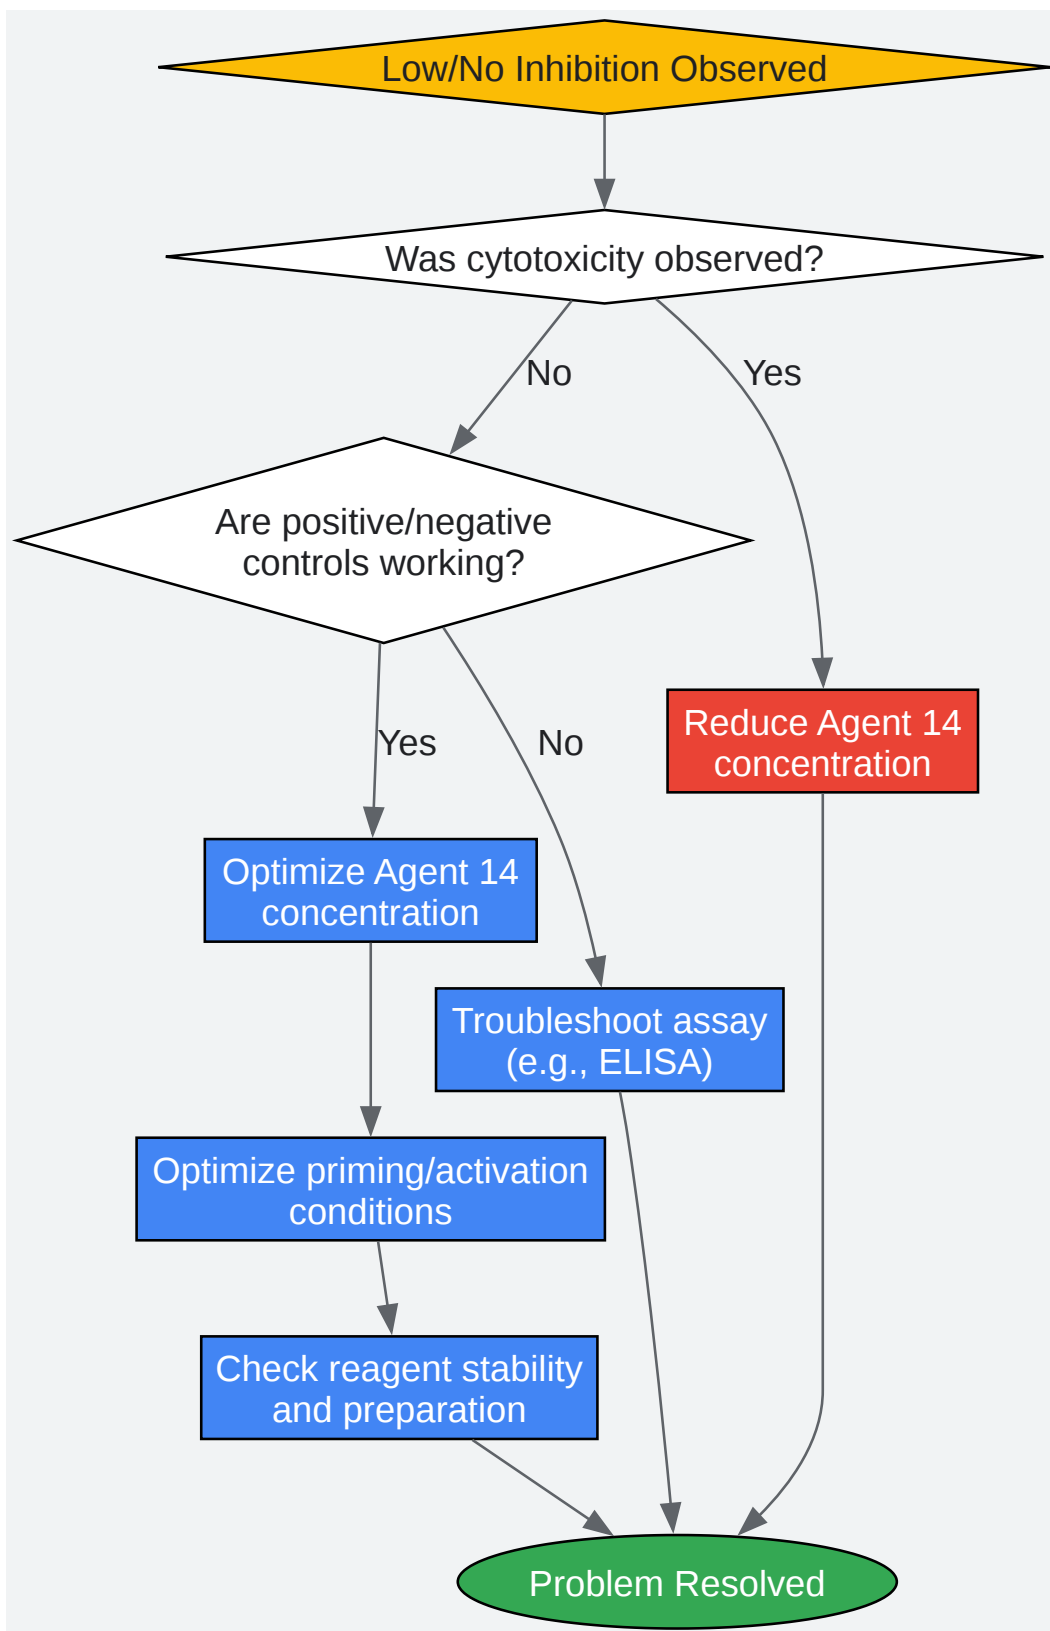 Low/No Inhibition Observed
Was cytotoxicity observed?
No
Yes
Are positive/negative
controls working?
Reduce Agent 14
concentration
Yes
No
Optimize Agent 14
concentration
Troubleshoot assay
(e.g., ELISA)
Optimize priming/activation
conditions
Check reagent stability
and preparation
Problem Resolved